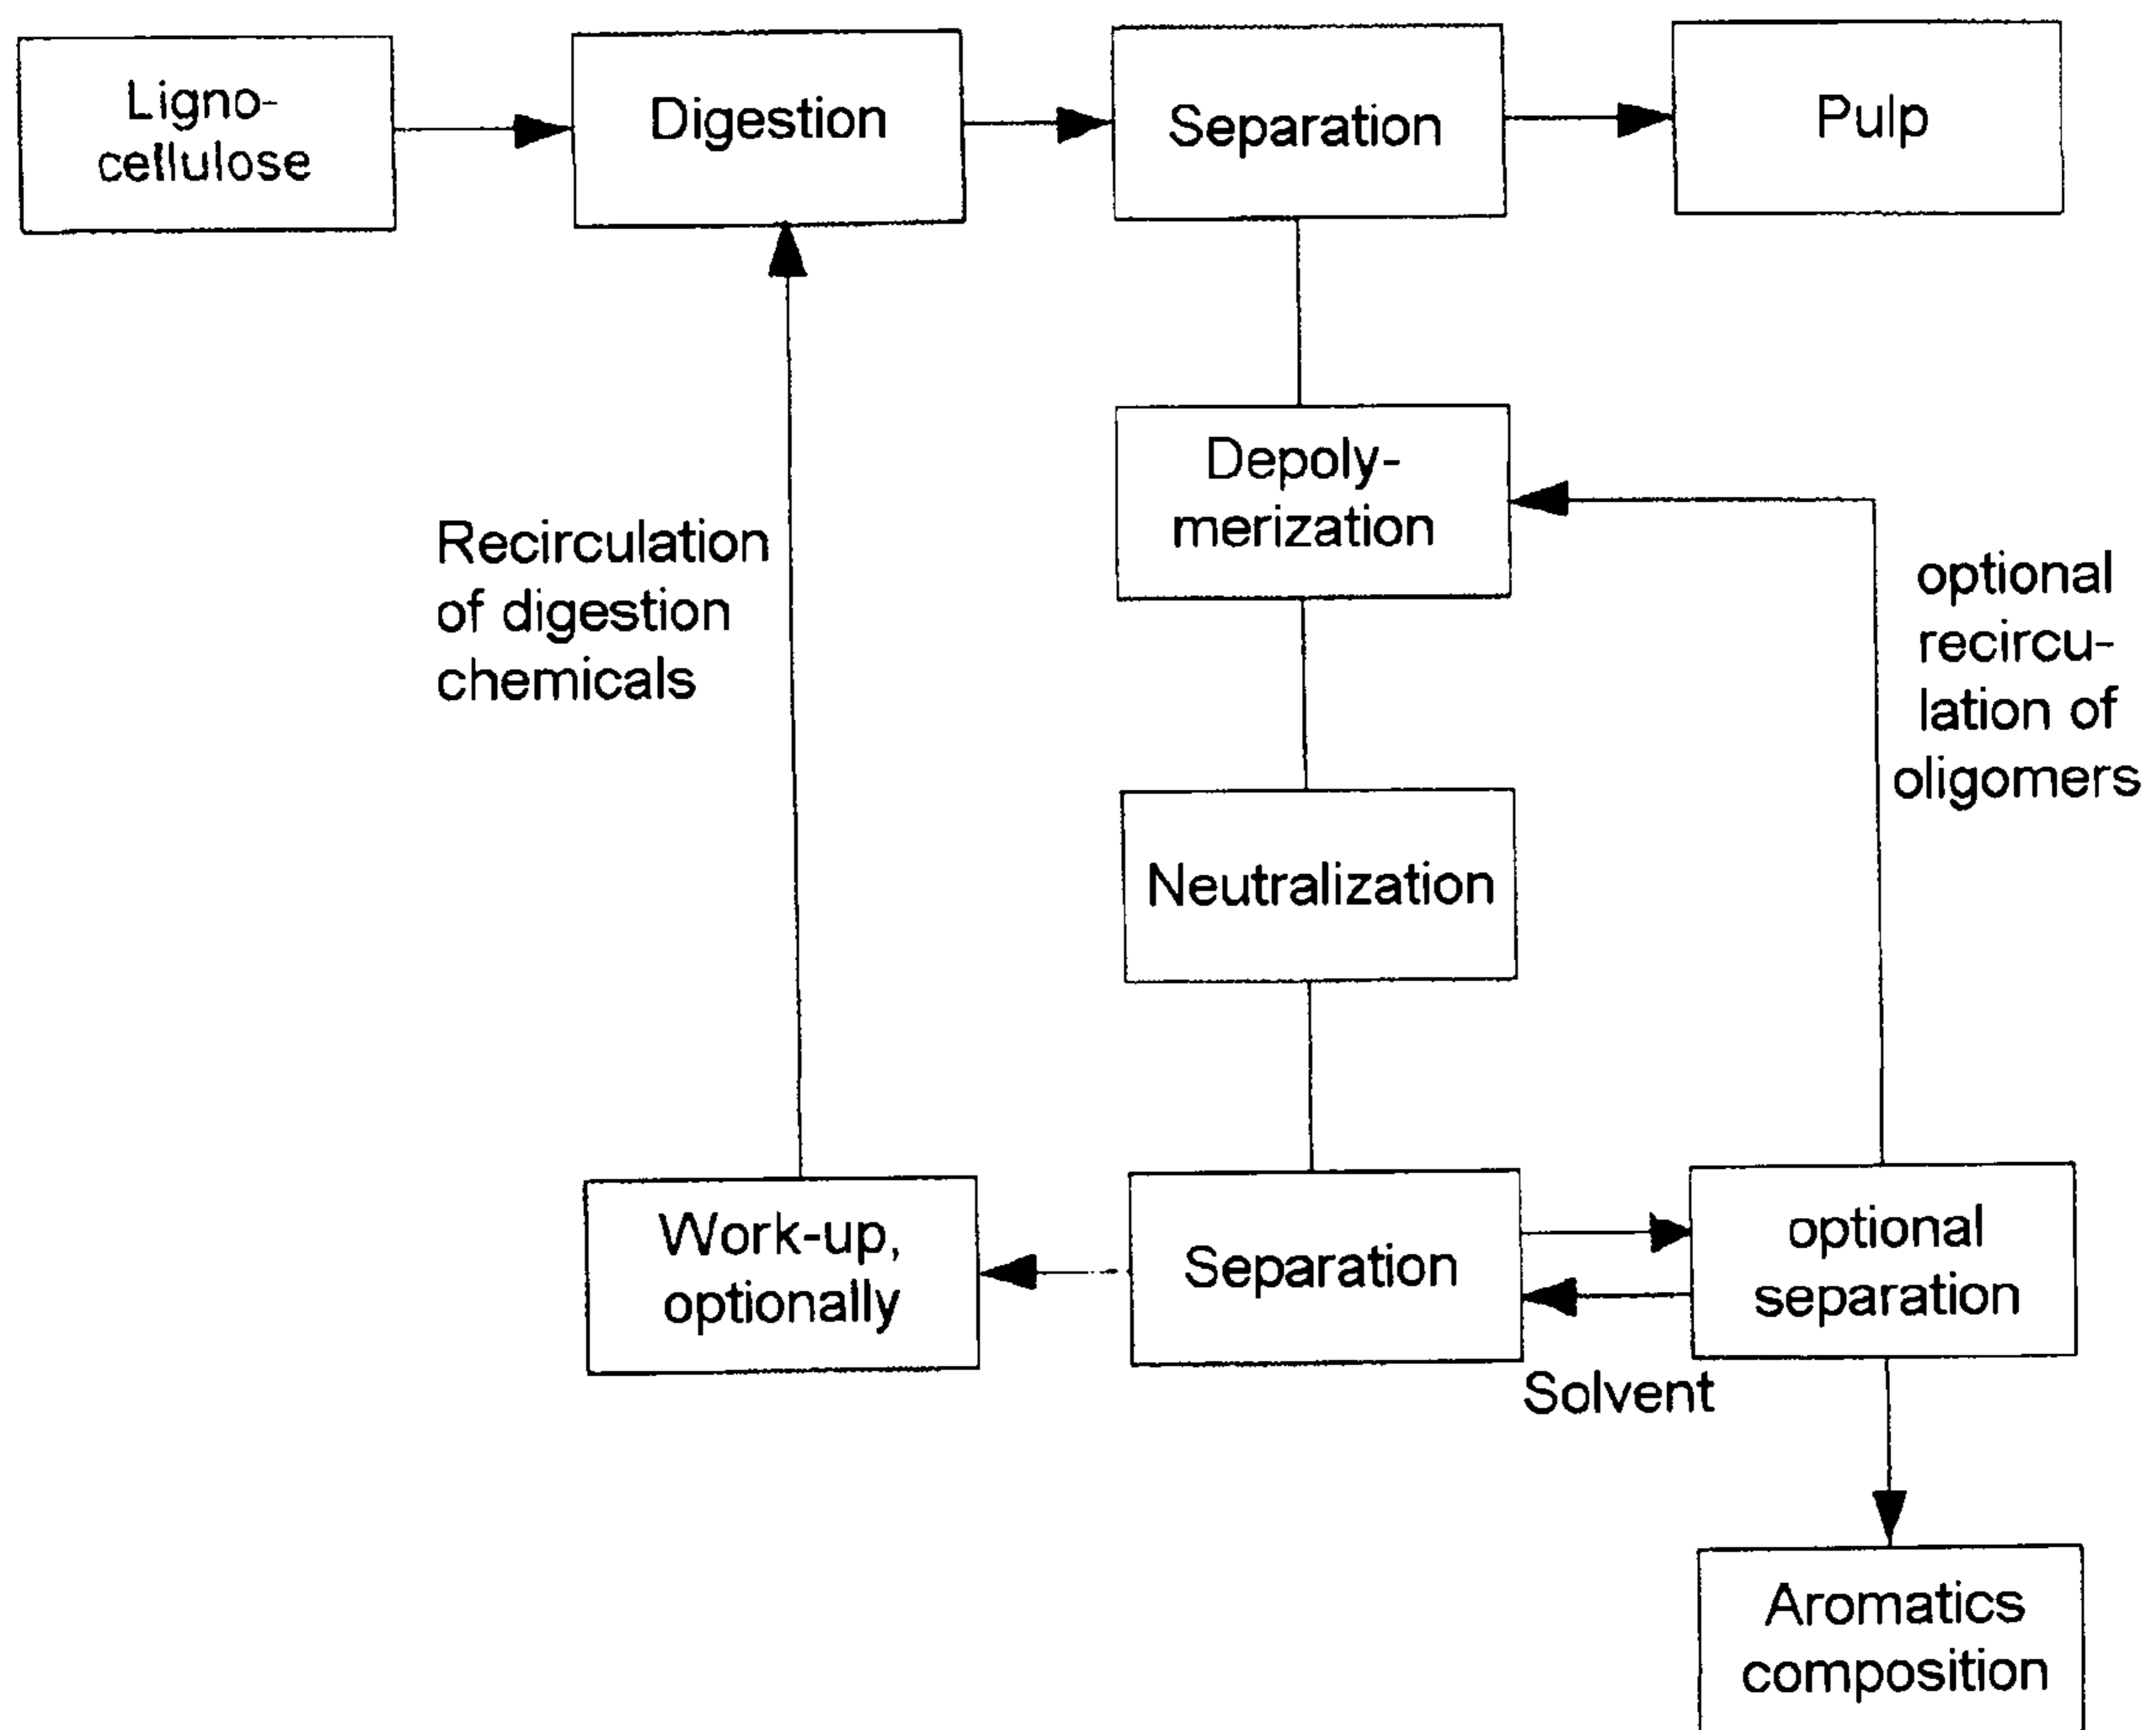 Ligno-
cellulose
Digestion
Separation
Pulp
Depoly-
merization
Recirculation
of digestion
chemicals
optional
recircu-
lation of
oligomers
Neutralization
Work-up,
optionally
Separation
optional
separation
Solvent
Aromatics
composition